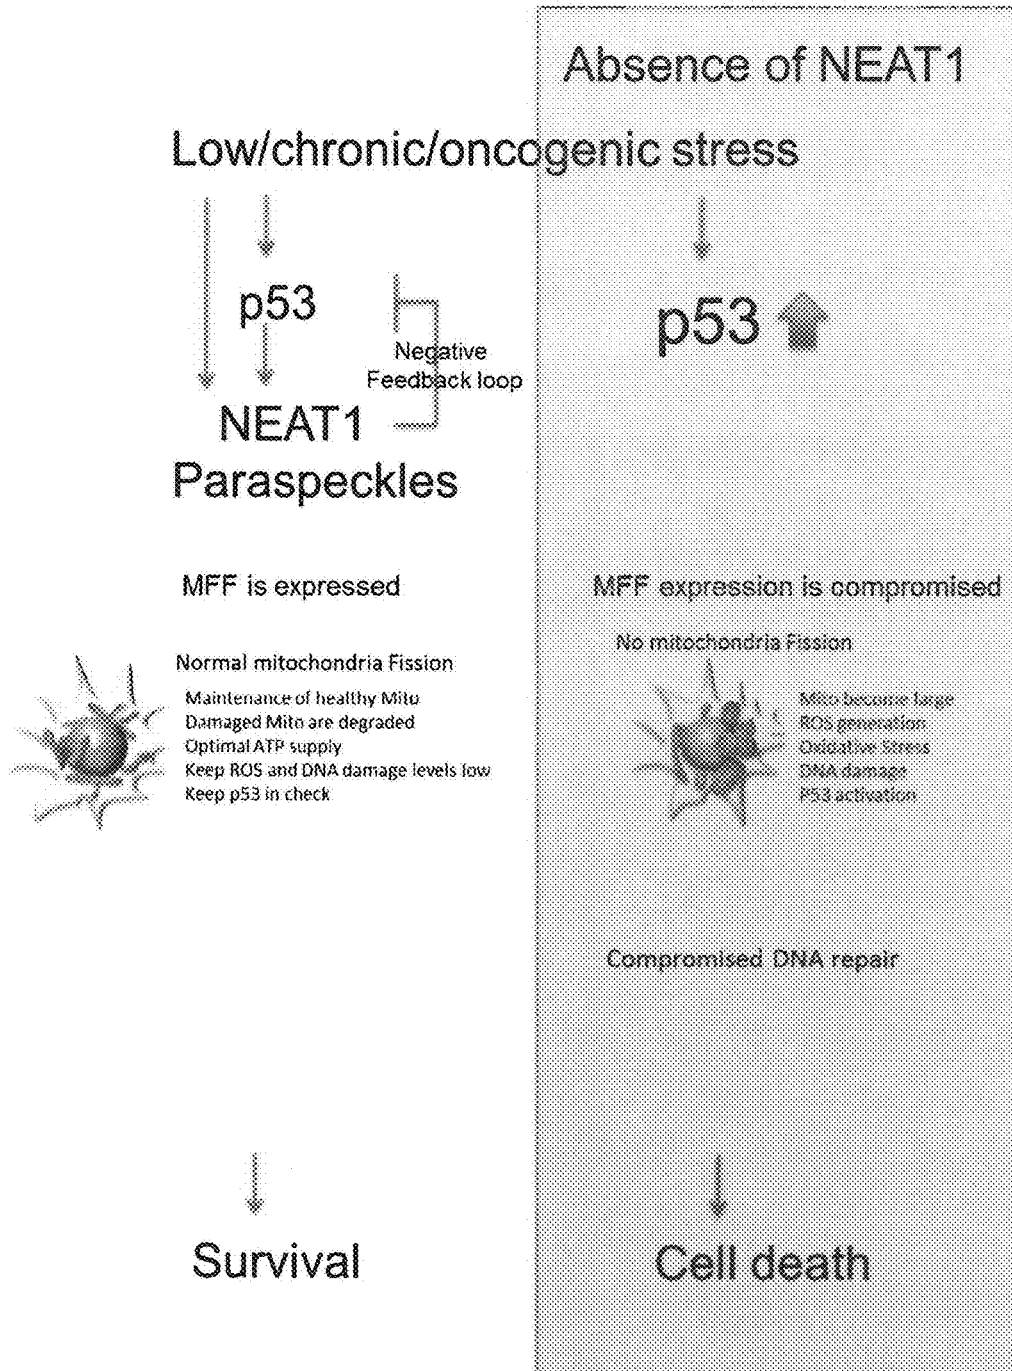 Absence of NEAT1
Low/chronic/oncogenic stress
p53
Negative
Feedback loop
NEAT1
Paraspeckles
p53
MFF is expressed
Normal mitochondria Fission
Maintenance of healthy Mito
Damaged Mito are degraded
Optimal ATP supply
Keep ROS and DNA damage levels low
Keep p53 in check
Survival
MFF expression is compromised
No mitochondria Fission
Mito become large
ROS generation
Oxidative Stress
DNA damage
P53 activation
Compromised DNA repair
Cell death